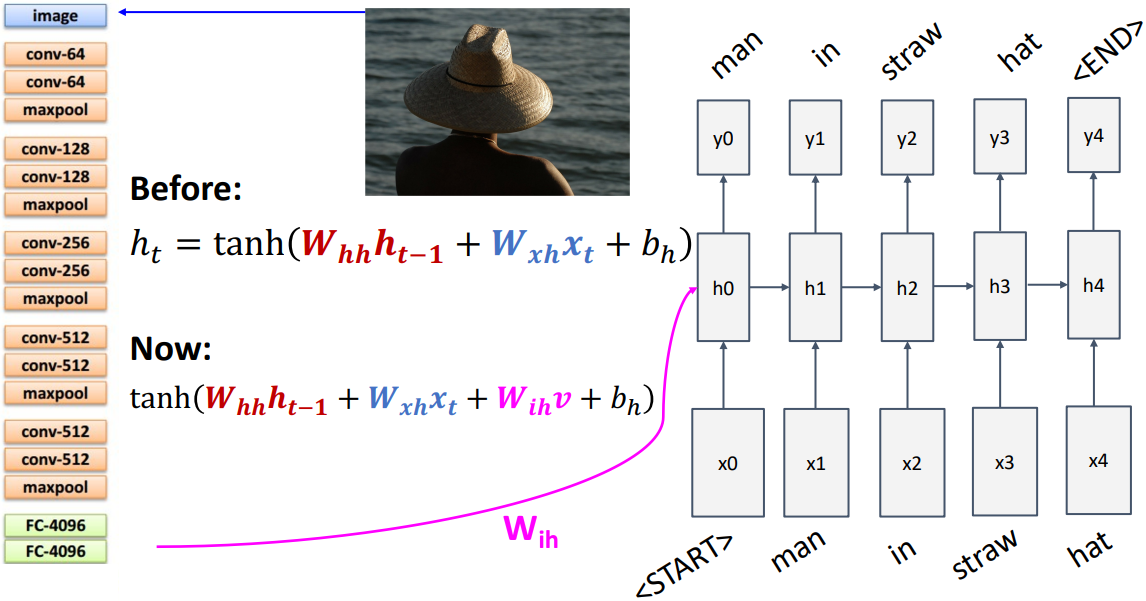 image
conv-64
conv-64
maxpool
conv-128
conv-128
maxpool
conv-256
conv-256
maxpool
conv-512
conv-512
maxpool
conv-512
conv-512
maxpool
FC-4096
FC-4096
Before:
h_t = tanh(W_{hh}h_{t-1} + W_{xh}x_t + b_h)
Now:
tanh(W_{hh}h_{t-1} + W_{xh}x_t + W_{ih}v + b_h)
W_{ih}
man in straw hat <END>
y0 y1 y2 y3 y4
h0 h1 h2 h3 h4
x0 x1 x2 x3 x4
<START> man in straw hat